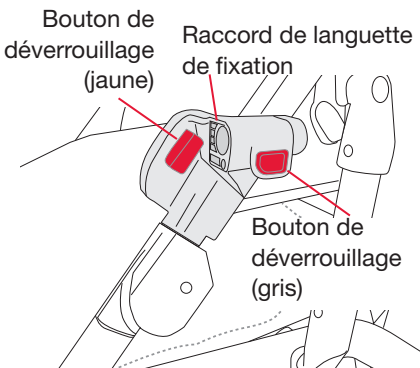 Bouton de
déverrouillage
(jaune)
Raccord de languette
de fixation
Bouton de
déverrouillage
(gris)